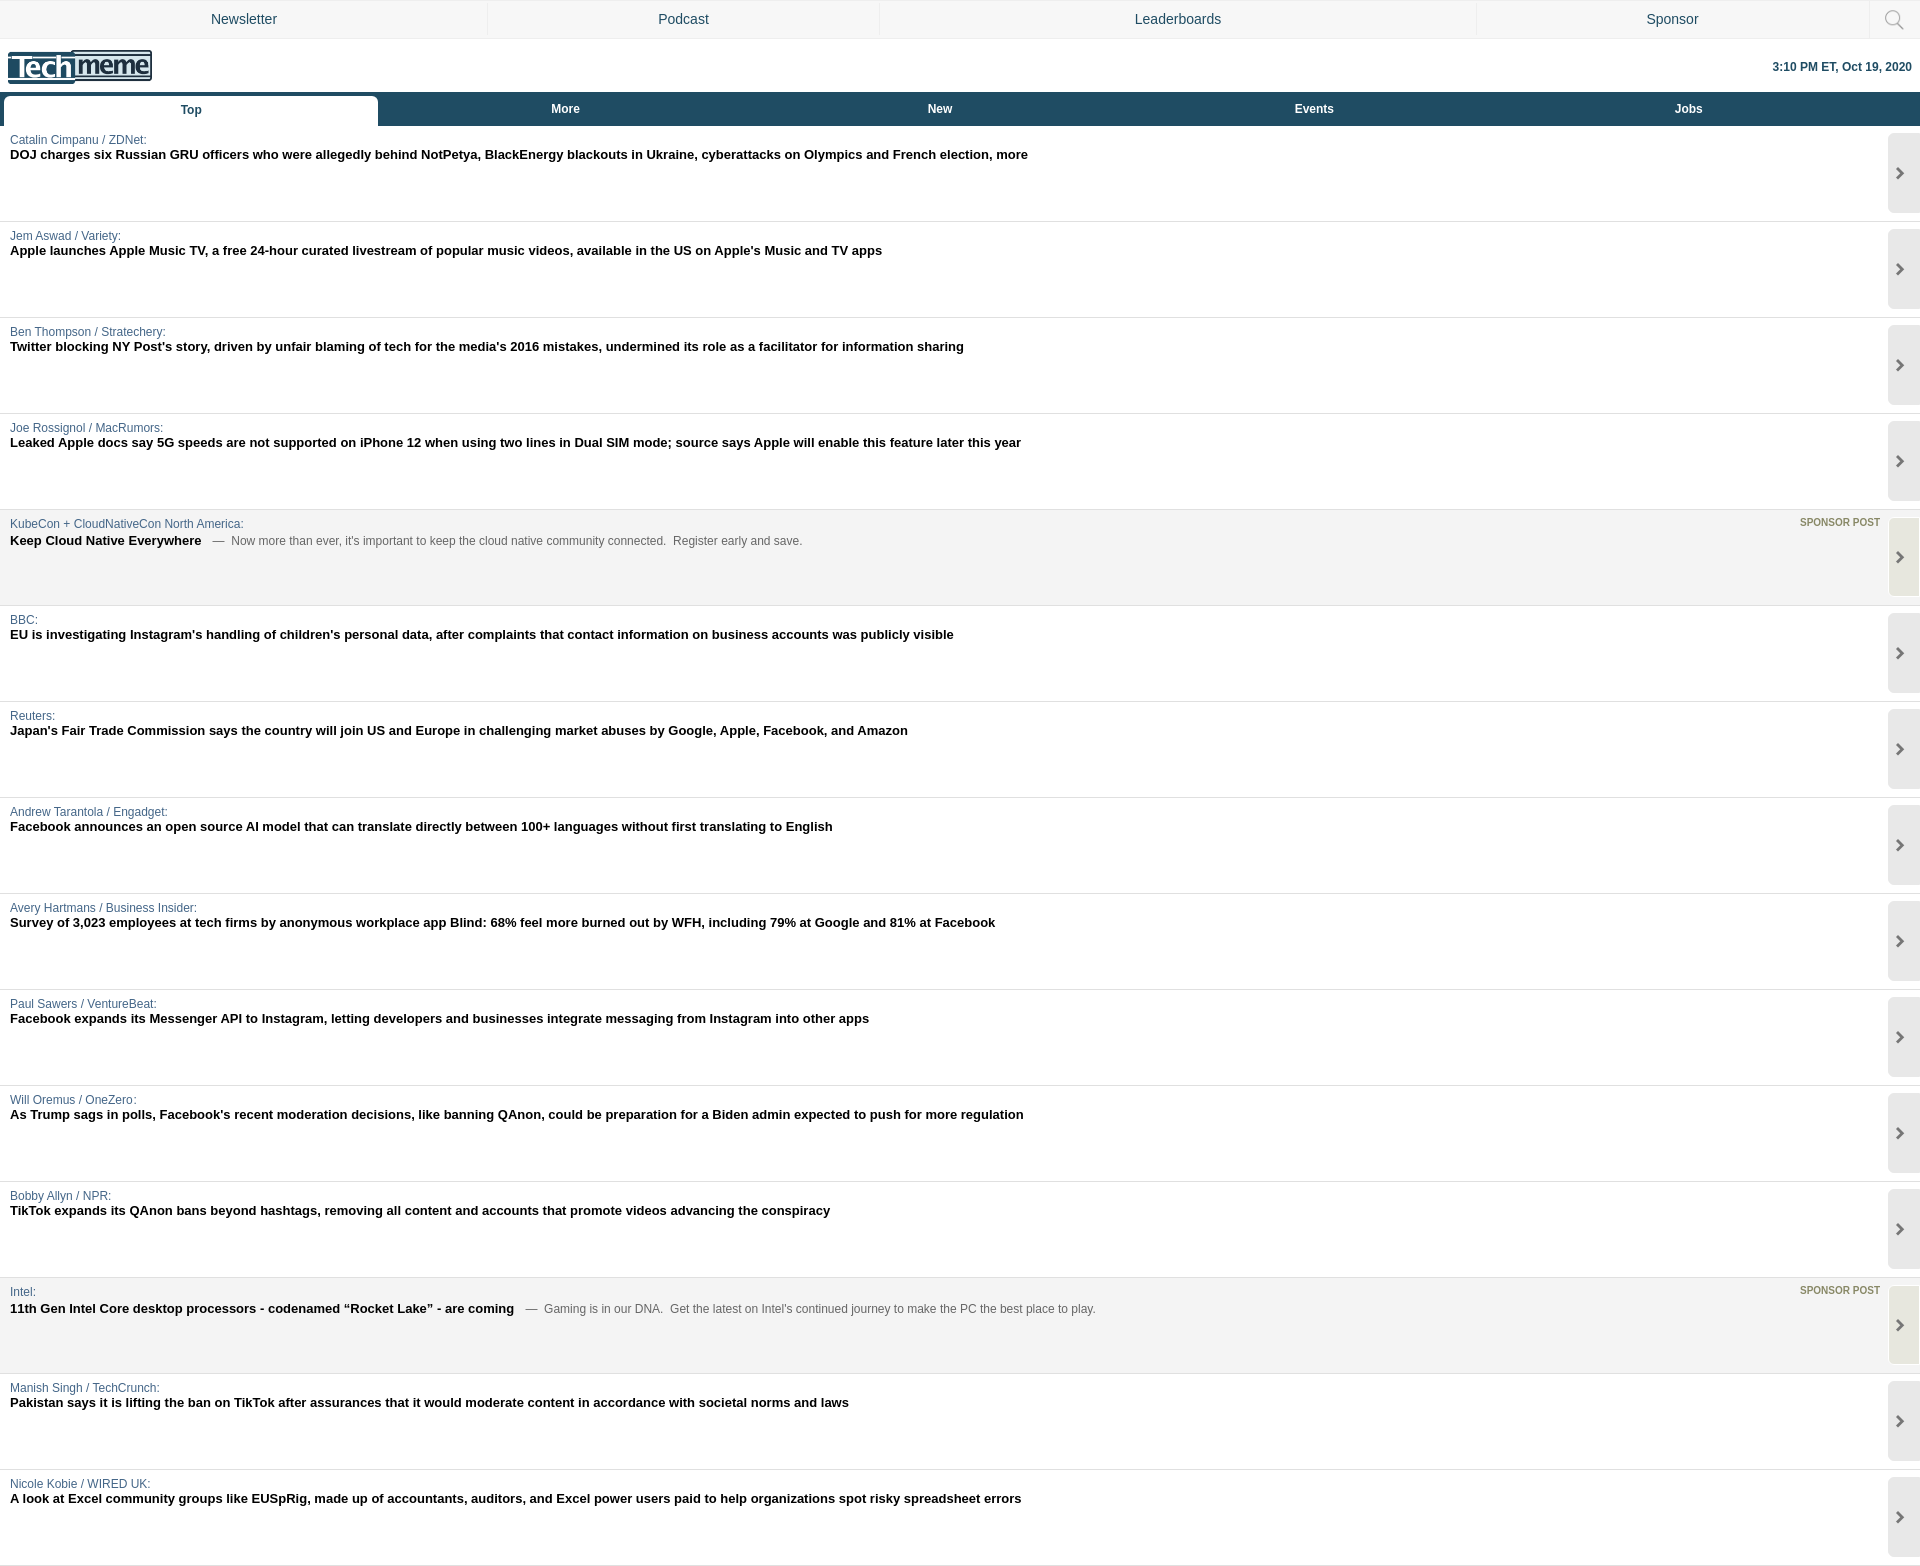 Newsletter
Podcast
Leaderboards
Sponsor
Techmeme
3:10 PM ET, Oct 19, 2020
Top
More
New
Events
Jobs
Catalin Cimpanu / ZDNet:
DOJ charges six Russian GRU officers who were allegedly behind NotPetya, BlackEnergy blackouts in Ukraine, cyberattacks on Olympics and French election, more
Jem Aswad / Variety:
Apple launches Apple Music TV, a free 24-hour curated livestream of popular music videos, available in the US on Apple's Music and TV apps
Ben Thompson / Stratechery:
Twitter blocking NY Post's story, driven by unfair blaming of tech for the media's 2016 mistakes, undermined its role as a facilitator for information sharing
Joe Rossignol / MacRumors:
Leaked Apple docs say 5G speeds are not supported on iPhone 12 when using two lines in Dual SIM mode; source says Apple will enable this feature later this year
KubeCon + CloudNativeCon North America:
SPONSOR POST
Keep Cloud Native Everywhere — Now more than ever, it's important to keep the cloud native community connected. Register early and save.
BBC:
EU is investigating Instagram's handling of children's personal data, after complaints that contact information on business accounts was publicly visible
Reuters:
Japan's Fair Trade Commission says the country will join US and Europe in challenging market abuses by Google, Apple, Facebook, and Amazon
Andrew Tarantola / Engadget:
Facebook announces an open source AI model that can translate directly between 100+ languages without first translating to English
Avery Hartmans / Business Insider:
Survey of 3,023 employees at tech firms by anonymous workplace app Blind: 68% feel more burned out by WFH, including 79% at Google and 81% at Facebook
Paul Sawers / VentureBeat:
Facebook expands its Messenger API to Instagram, letting developers and businesses integrate messaging from Instagram into other apps
Will Oremus / OneZero:
As Trump sags in polls, Facebook's recent moderation decisions, like banning QAnon, could be preparation for a Biden admin expected to push for more regulation
Bobby Allyn / NPR:
TikTok expands its QAnon bans beyond hashtags, removing all content and accounts that promote videos advancing the conspiracy
Intel:
SPONSOR POST
11th Gen Intel Core desktop processors - codenamed “Rocket Lake” - are coming — Gaming is in our DNA. Get the latest on Intel's continued journey to make the PC the best place to play.
Manish Singh / TechCrunch:
Pakistan says it is lifting the ban on TikTok after assurances that it would moderate content in accordance with societal norms and laws
Nicole Kobie / WIRED UK:
A look at Excel community groups like EUSpRig, made up of accountants, auditors, and Excel power users paid to help organizations spot risky spreadsheet errors